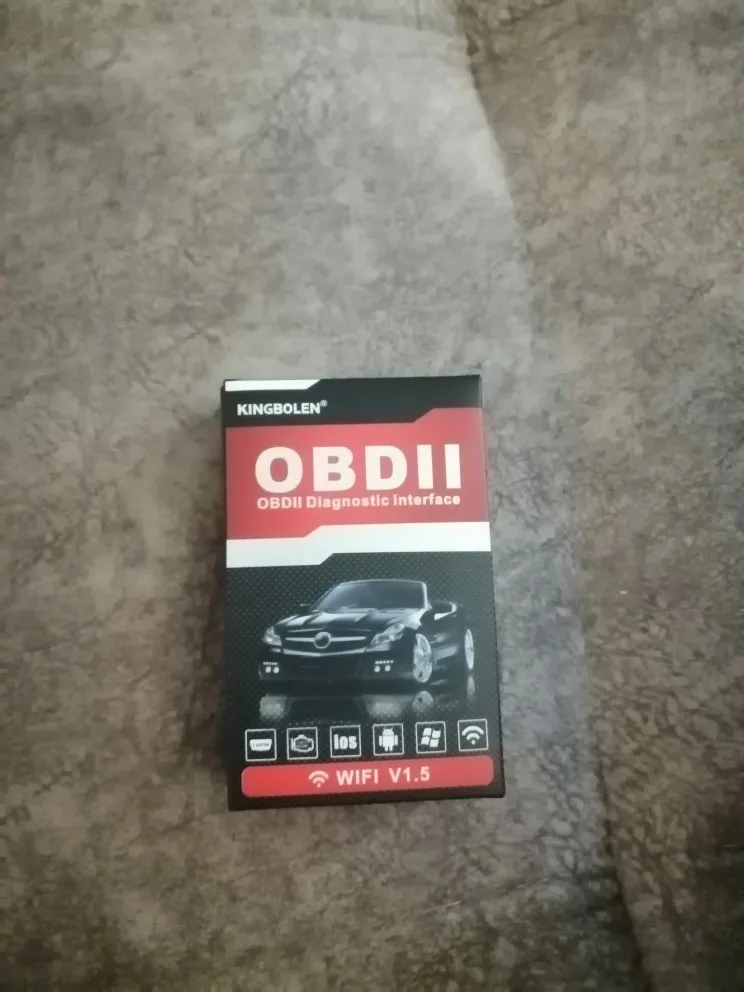 KINGBOLEN®
OBDII
OBDII Diagnostic Interface
ios
WIFI V1.5